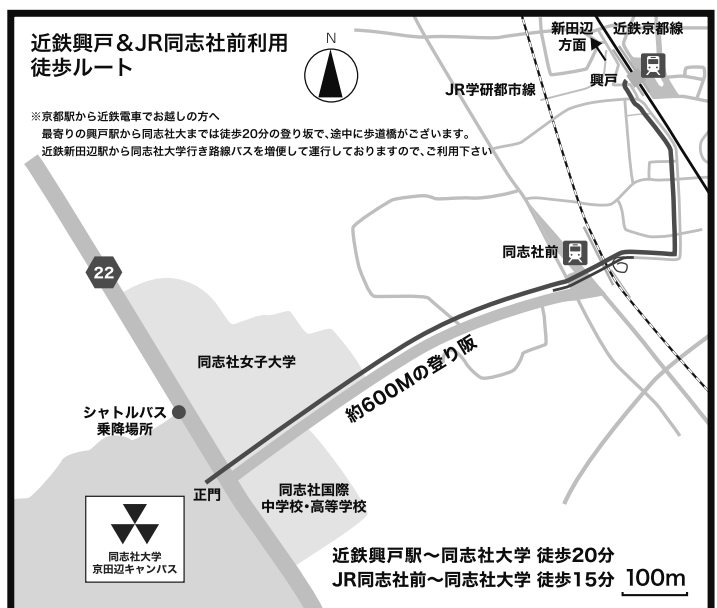 近鉄興戸&JR同志社前利用
徒歩ルート
N
※京都駅から近鉄電車でお越しの方へ
最寄りの興戸駅から同志社大までは徒歩20分の登り坂で、途中に歩道橋がございます。
近鉄新田辺駅から同志社大学行き路線バスを増便して運行しておりますので、ご利用下さい
新田辺
方面
近鉄京都線
興戸
JR学研都市線
同志社前
22
同志社女子大学
約600Mの登り阪
シャトルバス
乗降場所
正門
同志社国際
中学校・高等学校
同志社大学
京田辺キャンパス
近鉄興戸駅〜同志社大学 徒歩20分
JR同志社前〜同志社大学 徒歩15分
100m